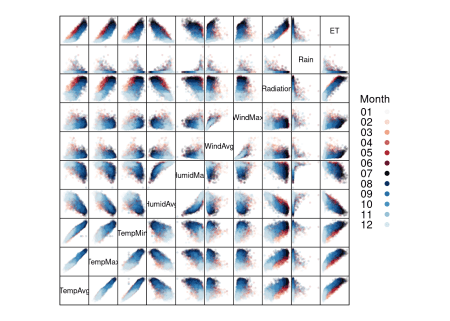 ET
Rain
Radiation
WindMax
WindAvg
HumidMa
HumidAvg
TempMin
TempMax
TempAvg
Month
01
02
03
04
05
06
07
08
09
10
11
12